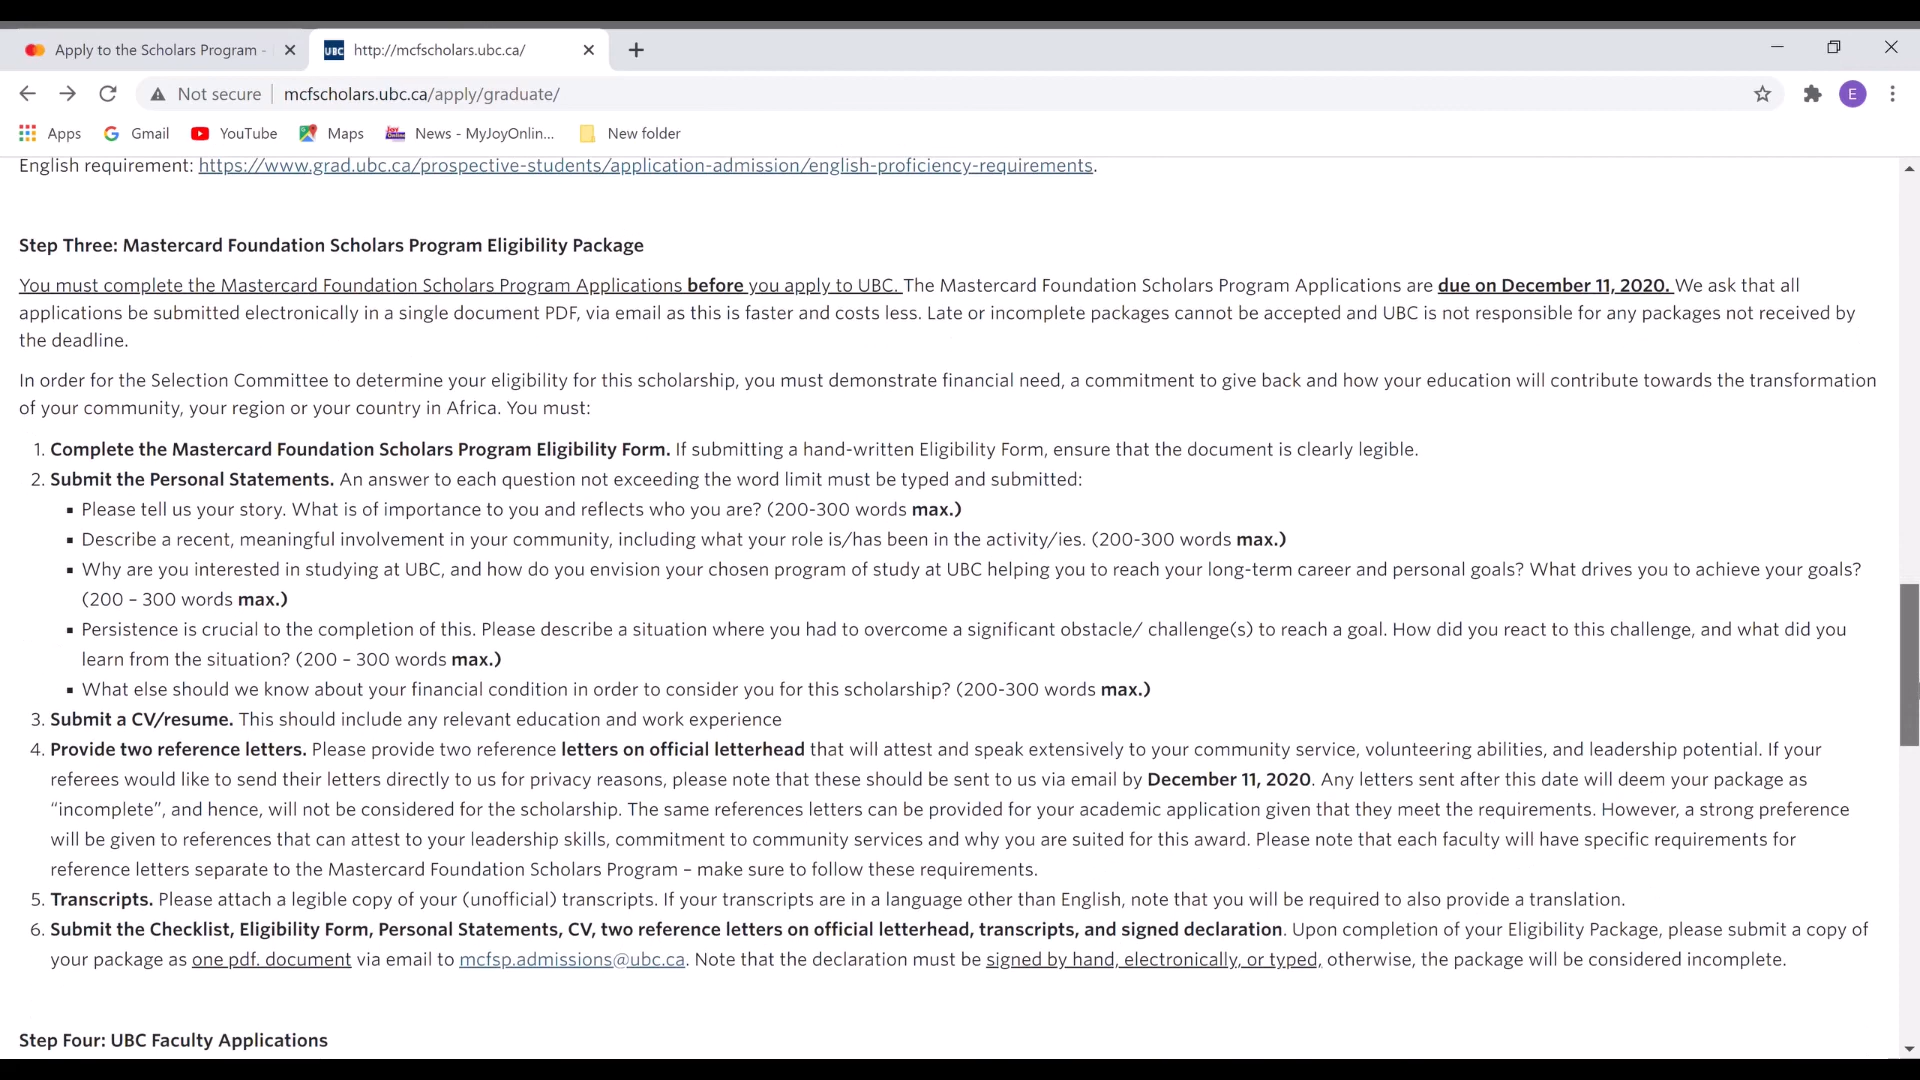 Apply to the Scholars Program -
UBC http://mcfscholars.ubc.ca/
Not secure mcfscholars.ubc.ca/apply/graduate/ E
Apps Gmail YouTube Maps News - MyJoyOnlin... New folder
English requirement: https://www.grad.ubc.ca/prospective-students/application-admission/english-proficiency-requirements.
Step Three: Mastercard Foundation Scholars Program Eligibility Package
You must complete the Mastercard Foundation Scholars Program Applications before you apply to UBC. The Mastercard Foundation Scholars Program Applications are due on December 11, 2020. We ask that all
applications be submitted electronically in a single document PDF, via email as this is faster and costs less. Late or incomplete packages cannot be accepted and UBC is not responsible for any packages not received by
the deadline.
In order for the Selection Committee to determine your eligibility for this scholarship, you must demonstrate financial need, a commitment to give back and how your education will contribute towards the transformation
of your community, your region or your country in Africa. You must:
1. Complete the Mastercard Foundation Scholars Program Eligibility Form. If submitting a hand-written Eligibility Form, ensure that the document is clearly legible.
2. Submit the Personal Statements. An answer to each question not exceeding the word limit must be typed and submitted:
▪ Please tell us your story. What is of importance to you and reflects who you are? (200-300 words max.)
▪ Describe a recent, meaningful involvement in your community, including what your role is/has been in the activity/ies. (200-300 words max.)
▪ Why are you interested in studying at UBC, and how do you envision your chosen program of study at UBC helping you to reach your long-term career and personal goals? What drives you to achieve your goals?
(200 – 300 words max.)
▪ Persistence is crucial to the completion of this. Please describe a situation where you had to overcome a significant obstacle/ challenge(s) to reach a goal. How did you react to this challenge, and what did you
learn from the situation? (200 – 300 words max.)
▪ What else should we know about your financial condition in order to consider you for this scholarship? (200-300 words max.)
3. Submit a CV/resume. This should include any relevant education and work experience
4. Provide two reference letters. Please provide two reference letters on official letterhead that will attest and speak extensively to your community service, volunteering abilities, and leadership potential. If your
referees would like to send their letters directly to us for privacy reasons, please note that these should be sent to us via email by December 11, 2020. Any letters sent after this date will deem your package as
“incomplete”, and hence, will not be considered for the scholarship. The same references letters can be provided for your academic application given that they meet the requirements. However, a strong preference
will be given to references that can attest to your leadership skills, commitment to community services and why you are suited for this award. Please note that each faculty will have specific requirements for
reference letters separate to the Mastercard Foundation Scholars Program – make sure to follow these requirements.
5. Transcripts. Please attach a legible copy of your (unofficial) transcripts. If your transcripts are in a language other than English, note that you will be required to also provide a translation.
6. Submit the Checklist, Eligibility Form, Personal Statements, CV, two reference letters on official letterhead, transcripts, and signed declaration. Upon completion of your Eligibility Package, please submit a copy of
your package as one pdf. document via email to mcfsp.admissions@ubc.ca. Note that the declaration must be signed by hand, electronically, or typed, otherwise, the package will be considered incomplete.
Step Four: UBC Faculty Applications